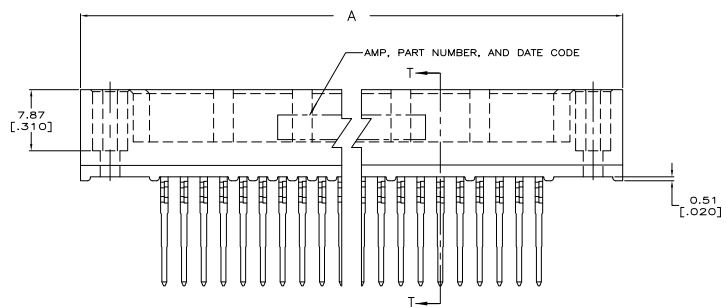 A
AMP, PART NUMBER, AND DATE CODE
T
7.87
[.310]
0.51
[.020]
T